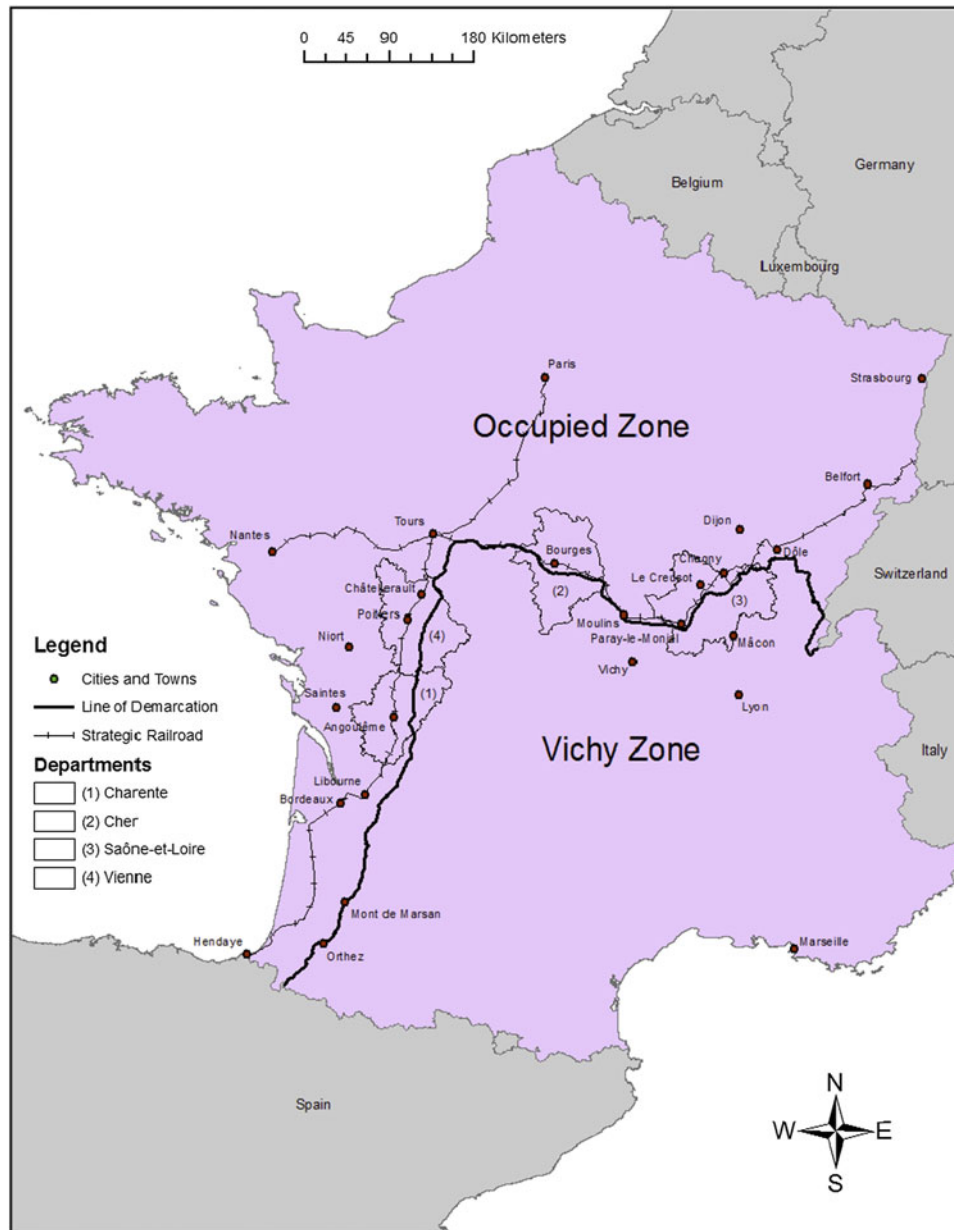 0 45 90 180 Kilometers
Germany
Belgium
Luxembourg
Paris
Strasbourg
Occupied Zone
Belfort
Dijon
Tours
Nantes
Bourges
Chagny
Dôle
Switzerland
Le Creusot
Châtellerault
(2)
(3)
Moulins
Poitiers
Paray-le-Monial
Mâcon
Niort
(4)
Vichy
Legend
Cities and Towns
Saintes
(1)
Lyon
Line of Demarcation
Angoulême
Strategic Railroad
Vichy Zone
Italy
Departments
Libourne
(1) Charente
Bordeaux
(2) Cher
(3) Saône-et-Loire
(4) Vienne
Mont de Marsan
Hendaye
Orthez
Marseille
Spain
N
W E
S